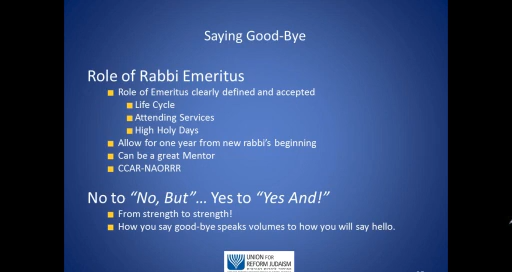 Saying Good-Bye
Role of Rabbi Emeritus
Role of Emeritus clearly defined and accepted
Life Cycle
Attending Services
High Holy Days
Allow for one year from new rabbi's beginning
Can be a great Mentor
CCAR-NAORRR
No to "No, But"... Yes to "Yes And!"
From strength to strength!
How you say good-bye speaks volumes to how you will say hello.
UNION FOR
REFORM JUDAISM